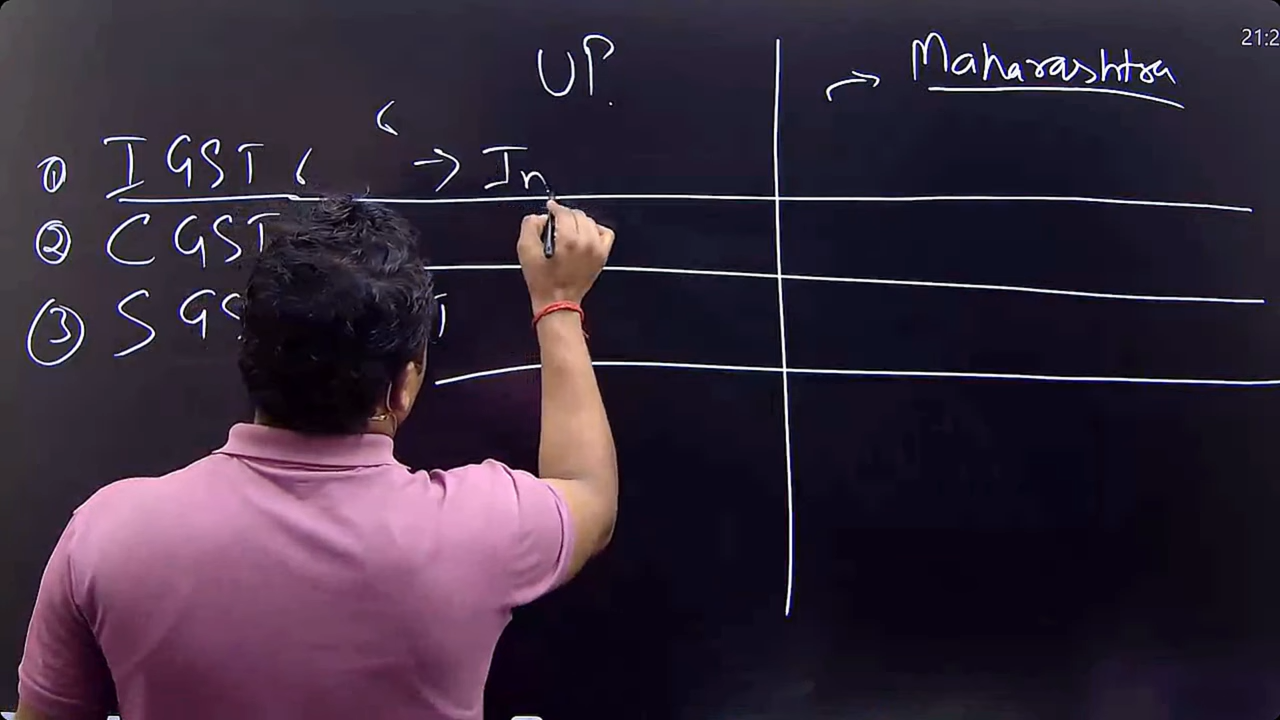 21:2
UP.
Maharashtra
① IGST → In
② CGST
③ SGS